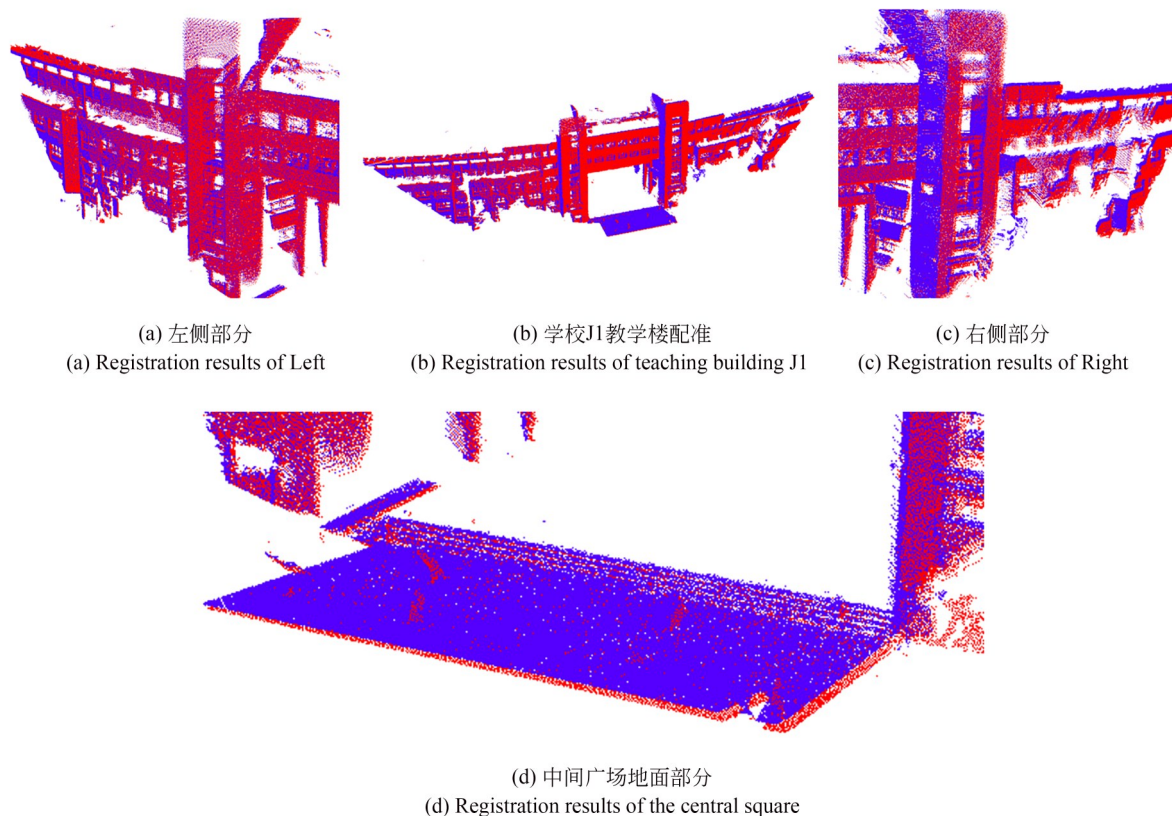 (a) 左侧部分
(a) Registration results of Left
(b) 学校J1教学楼配准
(b) Registration results of teaching building J1
(c) 右侧部分
(c) Registration results of Right
(d) 中间广场地面部分
(d) Registration results of the central square